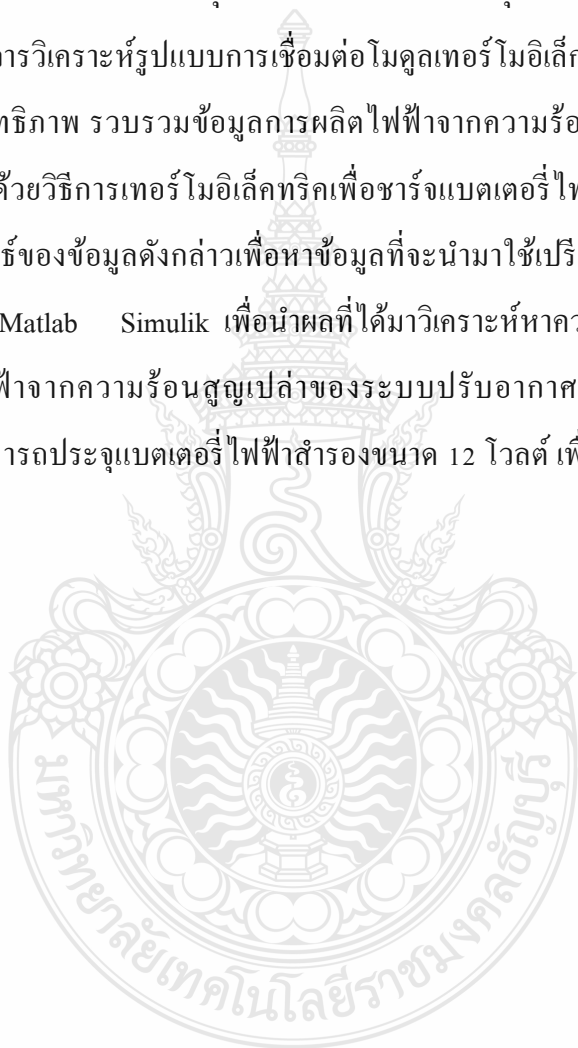 ารวิเคราะห์รูปแบบการเชื่อมต่อโมดูลเทอร์โมอิเล็ก
ทธิภาพ รวบรวมข้อมูลการผลิตไฟฟ้าจากความร้อ
ด้วยวิธีการเทอร์โมอิเล็คทริคเพื่อชาร์จแบตเตอรี่ไฟ
ธ์ของข้อมูลดังกล่าวเพื่อหาข้อมูลที่จะนำมาใช้เปรี
Matlab Simulik เพื่อนำผลที่ได้มาวิเคราะห์หาคว
ฟ้าจากความร้อนสูญเปล่าของระบบปรับอากาศ
ารถประจุแบตเตอรี่ไฟฟ้าสำรองขนาด 12 โวลต์ เพื่
มหาวิทยาลัยเทคโนโลยีราชมงคลธัญบุรี